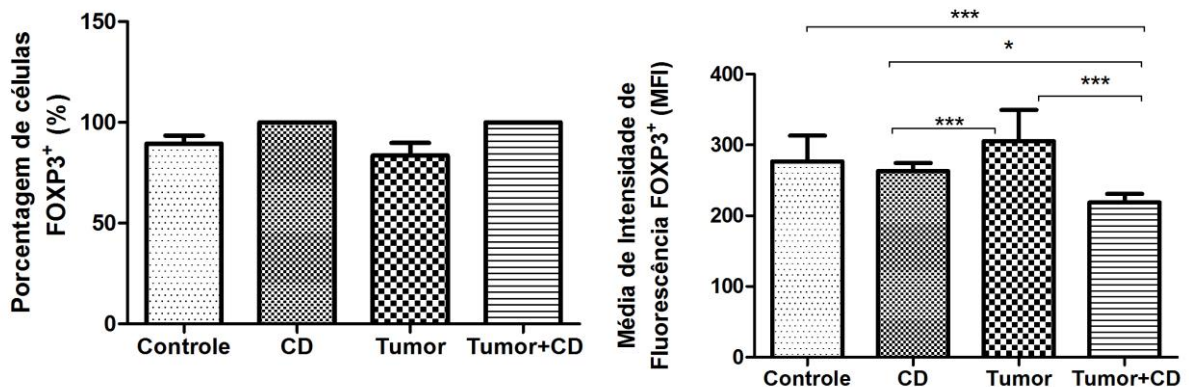 Porcentagem de células
FOXP3+ (%)
150
100
50
0
Controle
CD
Tumor
Tumor+CD
Média de Intensidade de
Fluorescência FOXP3+ (MFI)
***
*
***
***
400
300
200
100
0
Controle
CD
Tumor
Tumor+CD